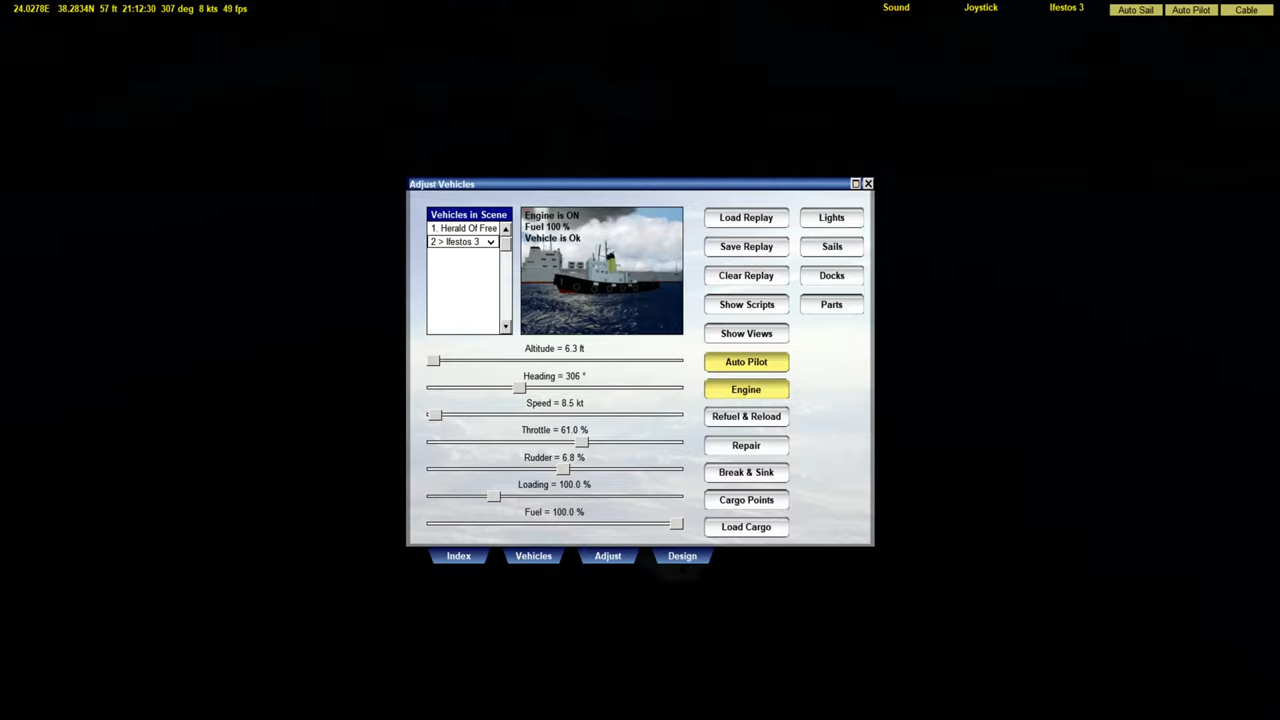 24.0278E 38.2834N 57 ft 21:12:30 307 deg 8 kts 49 fps
Sound
Joystick
Ifestos 3
Auto Sail
Auto Pilot
Cable
Adjust Vehicles
Vehicles in Scene
1. Herald Of Free
2 > Ifestos 3
Engine is ON
Fuel 100 %
Vehicle is Ok
Altitude = 6.3 ft
Heading = 306 °
Speed = 8.5 kt
Throttle = 61.0 %
Rudder = 6.8 %
Loading = 100.0 %
Fuel = 100.0 %
Load Replay
Save Replay
Clear Replay
Show Scripts
Show Views
Auto Pilot
Engine
Refuel & Reload
Repair
Break & Sink
Cargo Points
Load Cargo
Lights
Sails
Docks
Parts
Index
Vehicles
Adjust
Design